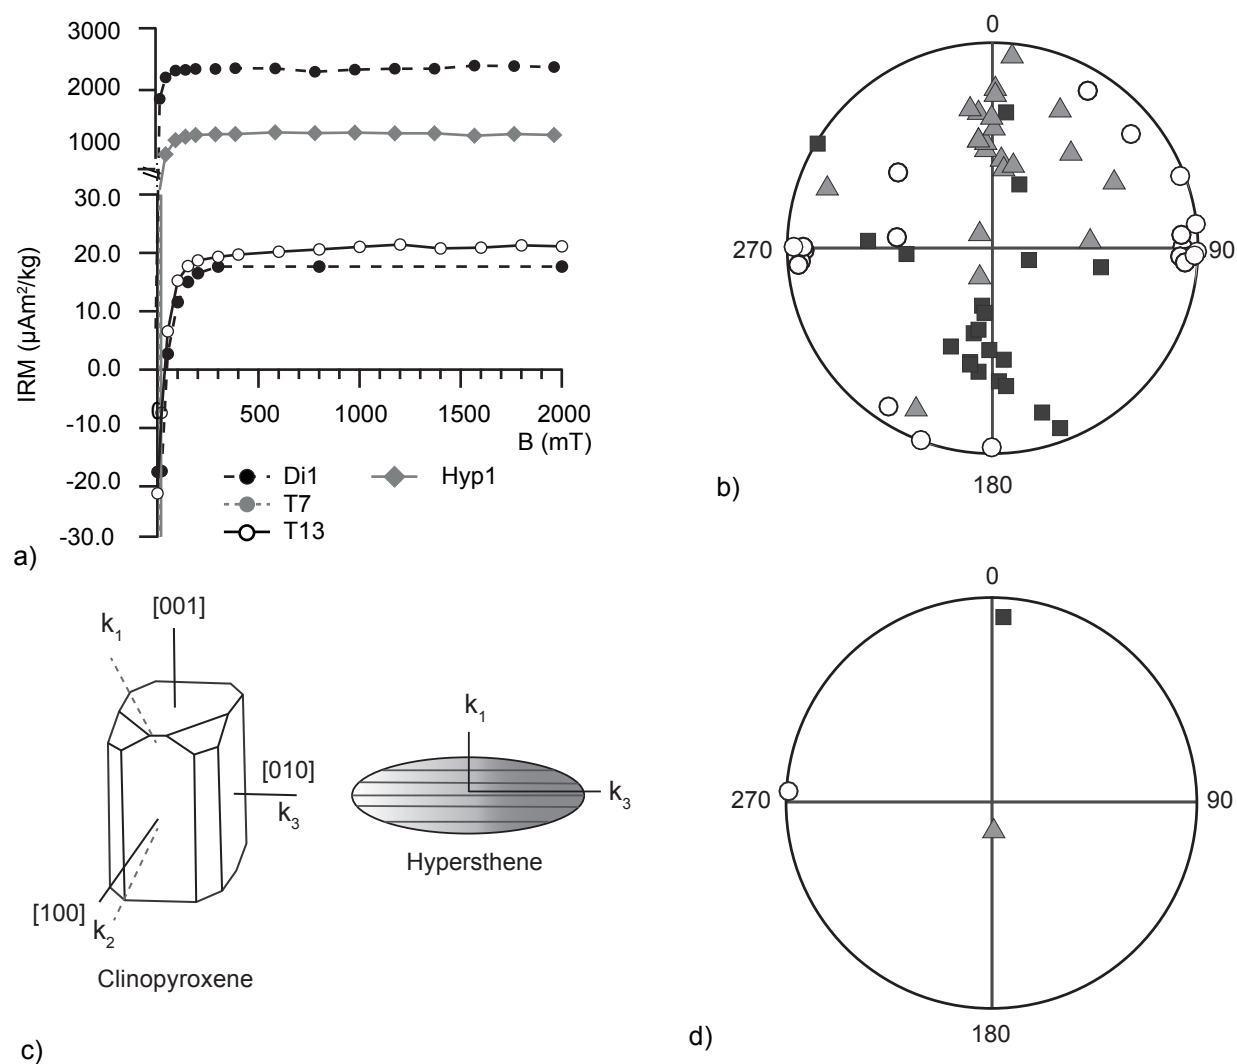 3000
2000
1000
30.0
20.0
10.0
0.0
-10.0
-20.0
-30.0
IRM (µAm²/kg)
0 500 1000 1500 2000
B (mT)
Di1 Hyp1
T7
T13
a)
0
270 90
180
b)
[001]
k₁
[010]
k₃
[100]
k₂
Clinopyroxene
k₁
k₃
Hypersthene
c)
0
270 90
180
d)